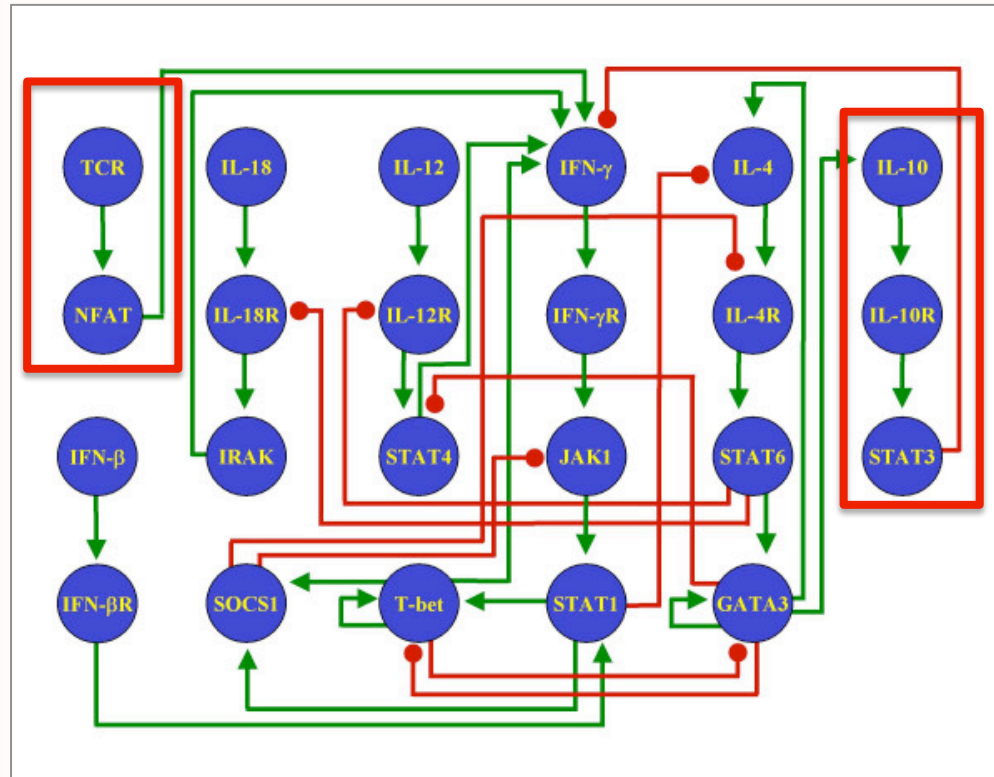 TCR IL-18 IL-12 IFN-γ IL-4 IL-10
NFAT IL-18R IL-12R IFN-γR IL-4R IL-10R
IFN-β IRAK STAT4 JAK1 STAT6 STAT3
IFN-βR SOCS1 T-bet STAT1 GATA3